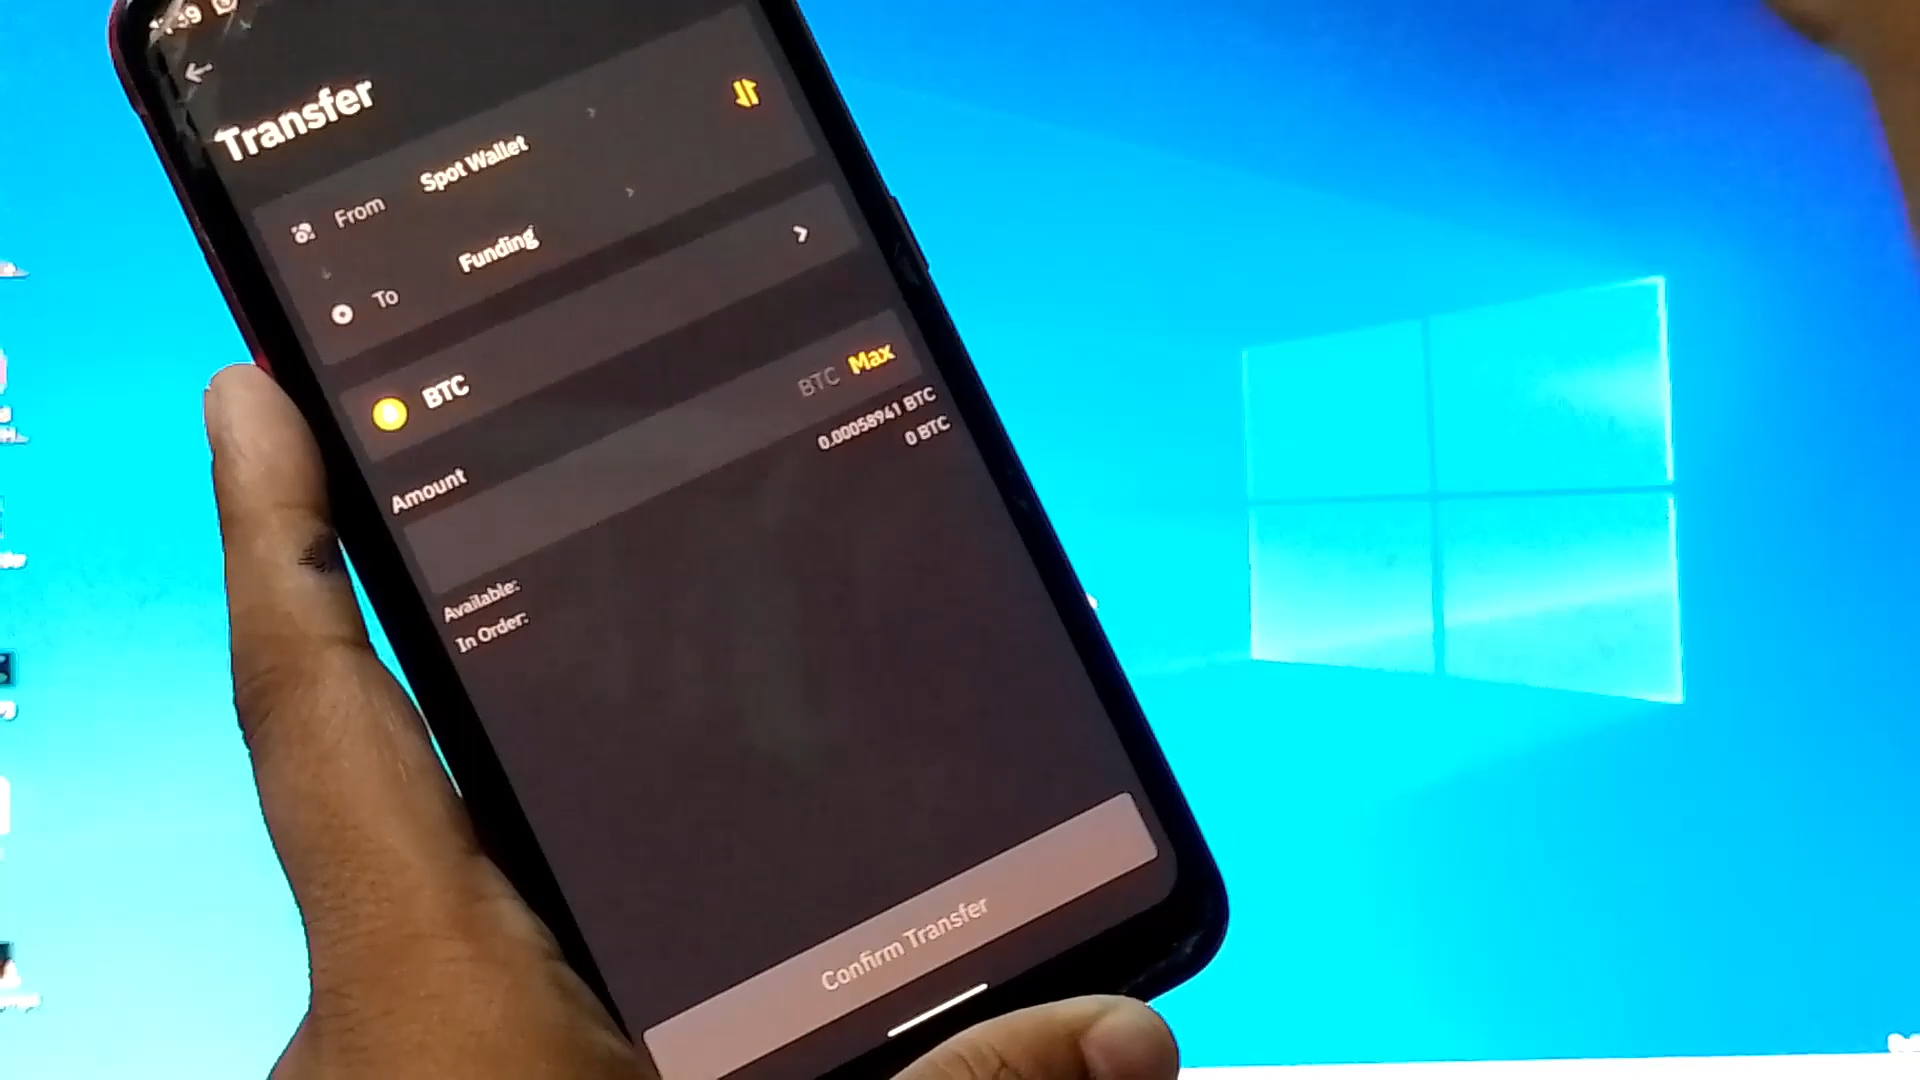 Transfer
From Spot Wallet
To Funding
BTC
Amount
BTC Max
Available: 0.00058941 BTC
In Order: 0 BTC
Confirm Transfer